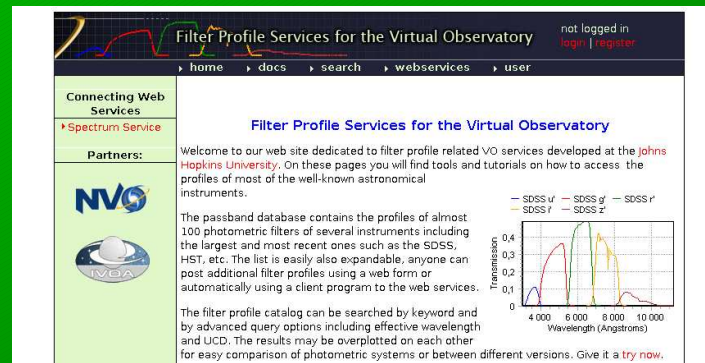 Filter Profile Services for the Virtual Observatory
not logged in
login | register
home docs search webservices user
Connecting Web
Services
Spectrum Service
Partners:
NVO
IVOA
Filter Profile Services for the Virtual Observatory
Welcome to our web site dedicated to filter profile related VO services developed at the Johns
Hopkins University. On these pages you will find tools and tutorials on how to access the
profiles of most of the well-known astronomical
instruments.
The passband database contains the profiles of almost
100 photometric filters of several instruments including
the largest and most recent ones such as the SDSS,
HST, etc. The list is easily also expandable, anyone can
post additional filter profiles using a web form or
automatically using a client program to the web services.
The filter profile catalog can be searched by keyword and
by advanced query options including effective wavelength
and UCD. The results may be overplotted on each other
for easy comparison of photometric systems or between different versions. Give it a try now.
SDSS u' SDSS g' SDSS r'
SDSS i' SDSS z'
Transmission
0,4
0,3
0,2
0,1
0
4 000 6 000 8 000 10 000
Wavelength (Angstroms)